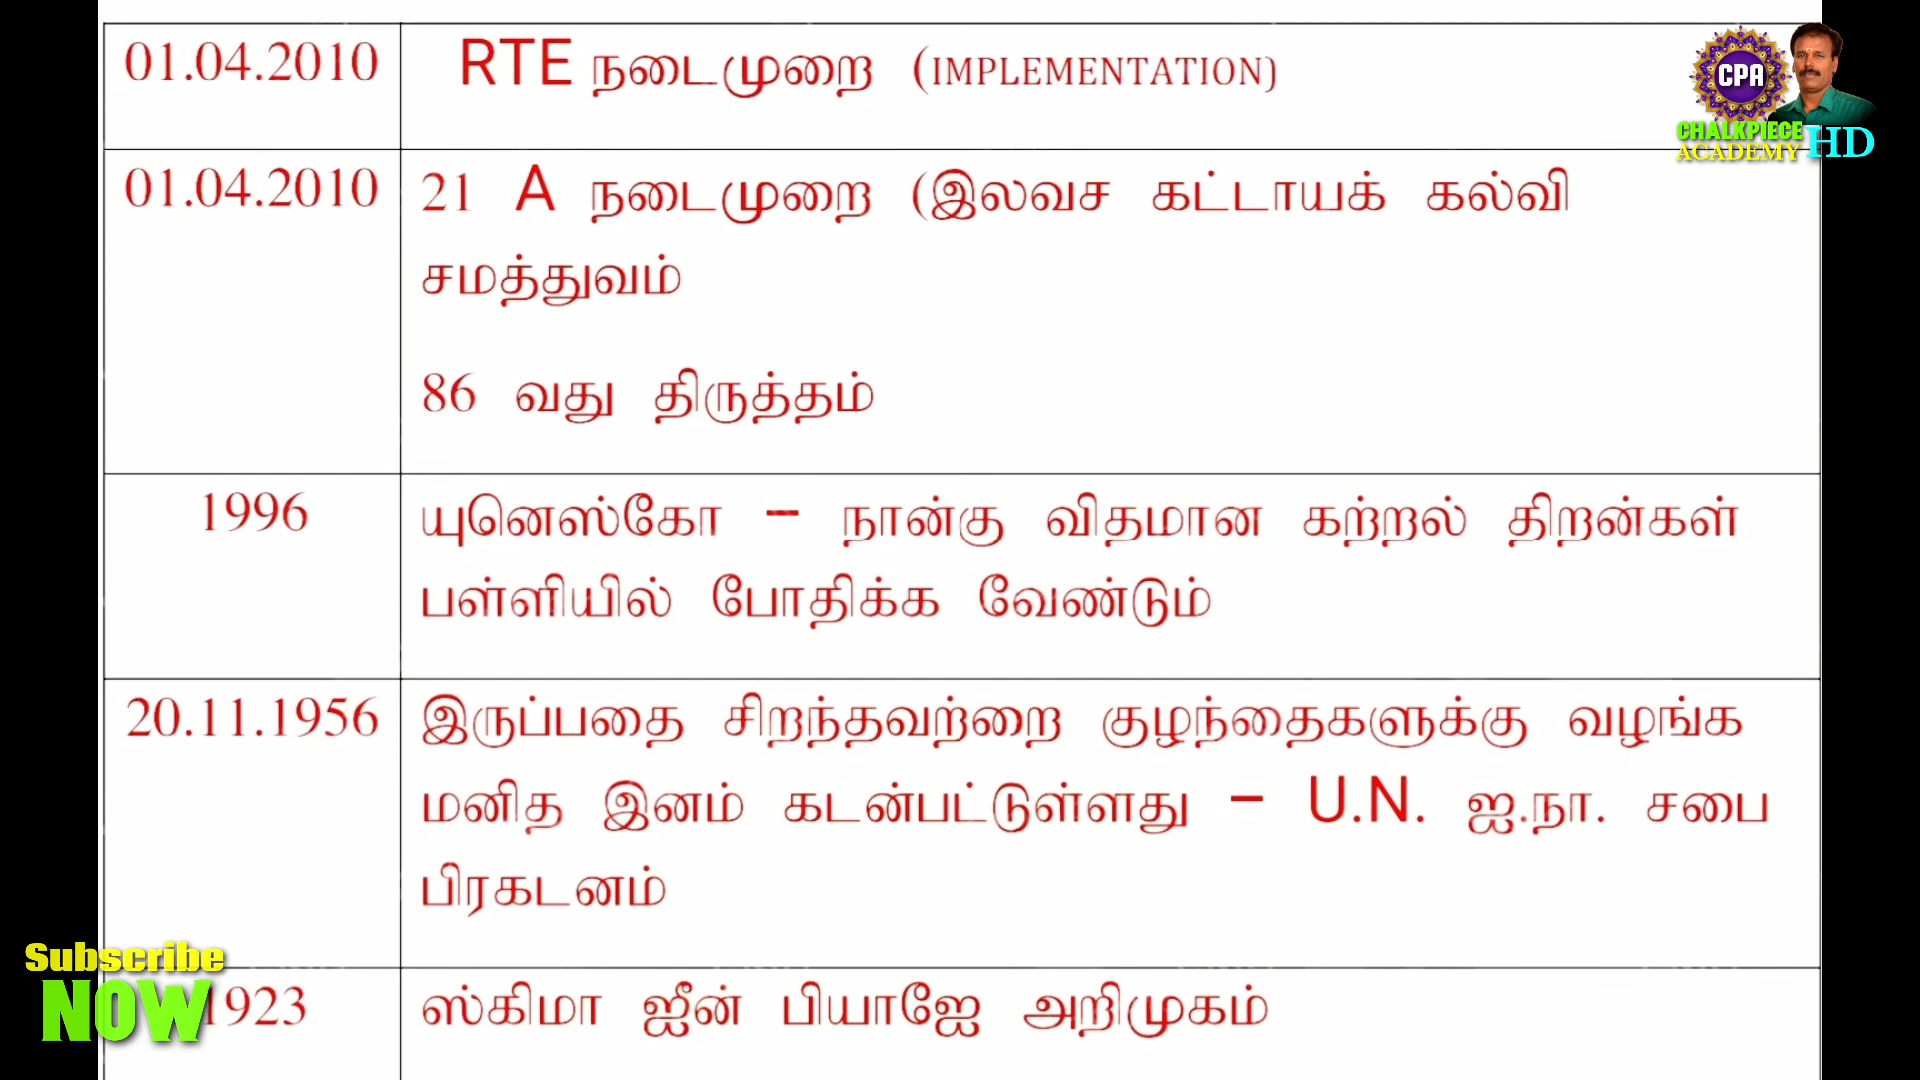 01.04.2010 RTE நடைமுறை (IMPLEMENTATION)
CPA
CHALKPIECE
ACADEMY HD
01.04.2010 21 A நடைமுறை (இலவச கட்டாயக் கல்வி
சமத்துவம்
86 வது திருத்தம்
1996 யுனெஸ்கோ – நான்கு விதமான கற்றல் திறன்கள்
பள்ளியில் போதிக்க வேண்டும்
20.11.1956 இருப்பதை சிறந்தவற்றை குழந்தைகளுக்கு வழங்க
மனித இனம் கடன்பட்டுள்ளது – U.N. ஐ.நா. சபை
பிரகடனம்
Subscribe
NOW
1923 ஸ்கிமா ஜீன் பியாஜே அறிமுகம்